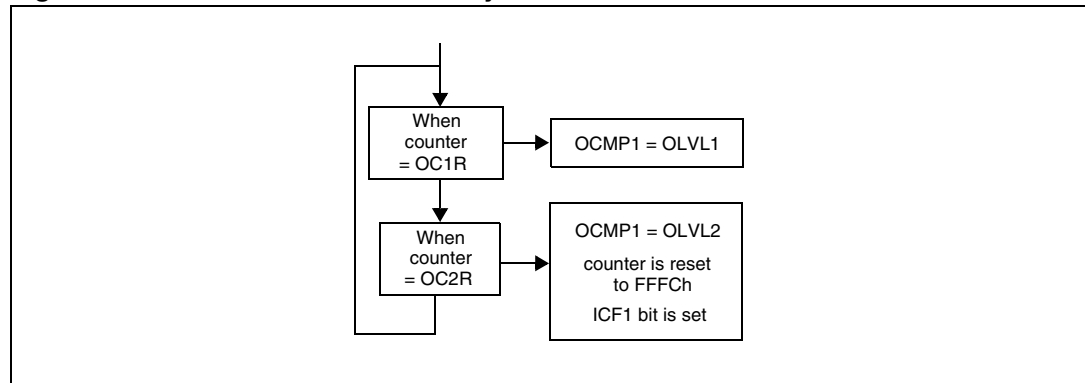 When
counter
= OC1R
OCMP1 = OLVL1
When
counter
= OC2R
OCMP1 = OLVL2
counter is reset
to FFFCh
ICF1 bit is set